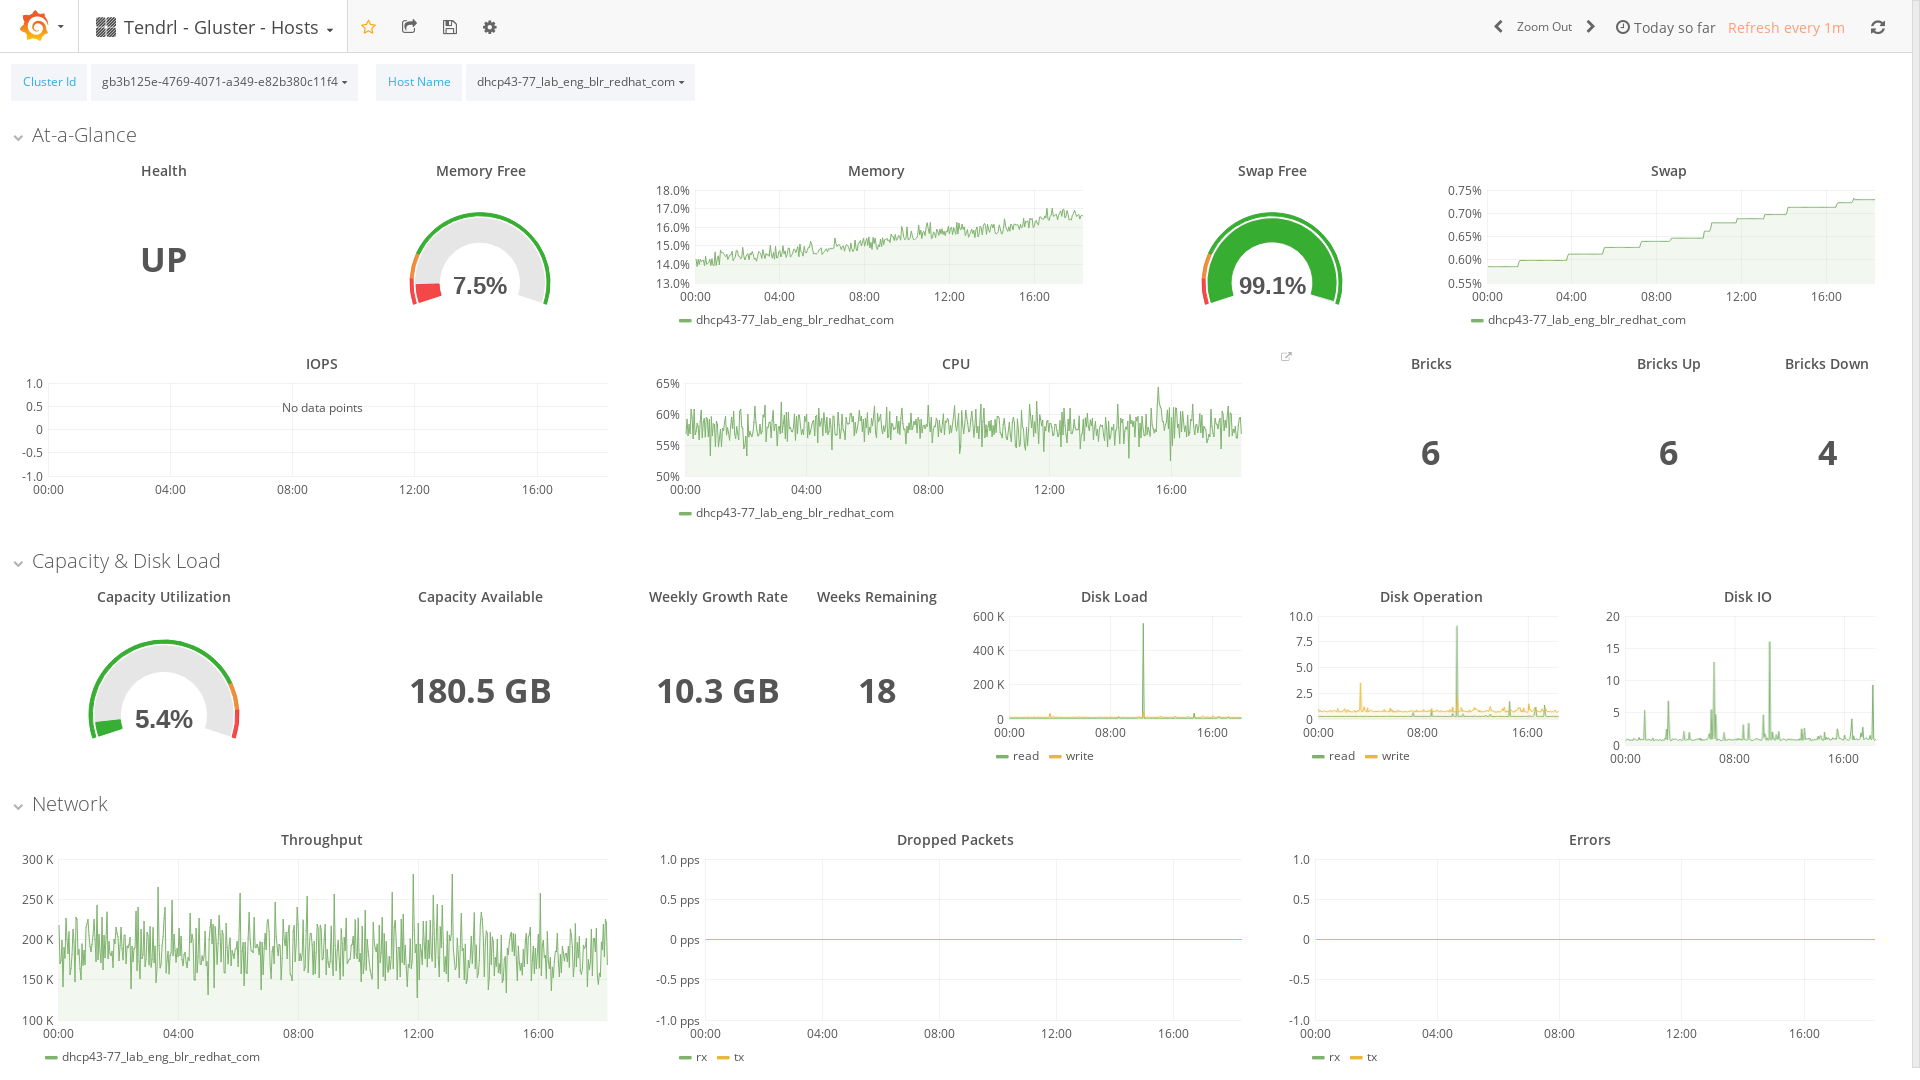 Tendrl - Gluster - Hosts
Zoom Out
Today so far
Refresh every 1m
Cluster Id
gb3b125e-4769-4071-a349-e82b380c11f4
Host Name
dhcp43-77_lab_eng_blr_redhat_com
At-a-Glance
Health
UP
Memory Free
7.5%
Memory
18.0%
17.0%
16.0%
15.0%
14.0%
13.0%
00:00 04:00 08:00 12:00 16:00
dhcp43-77_lab_eng_blr_redhat_com
Swap Free
99.1%
Swap
0.75%
0.70%
0.65%
0.60%
0.55%
00:00 04:00 08:00 12:00 16:00
dhcp43-77_lab_eng_blr_redhat_com
IOPS
1.0
0.5
0
-0.5
-1.0
No data points
00:00 04:00 08:00 12:00 16:00
CPU
65%
60%
55%
50%
00:00 04:00 08:00 12:00 16:00
dhcp43-77_lab_eng_blr_redhat_com
Bricks
6
Bricks Up
6
Bricks Down
4
Capacity & Disk Load
Capacity Utilization
5.4%
Capacity Available
180.5 GB
Weekly Growth Rate
10.3 GB
Weeks Remaining
18
Disk Load
600 K
400 K
200 K
0
00:00 08:00 16:00
read write
Disk Operation
10.0
7.5
5.0
2.5
0
00:00 08:00 16:00
read write
Disk IO
20
15
10
5
0
00:00 08:00 16:00
Network
Throughput
300 K
250 K
200 K
150 K
100 K
00:00 04:00 08:00 12:00 16:00
dhcp43-77_lab_eng_blr_redhat_com
Dropped Packets
1.0 pps
0.5 pps
0 pps
-0.5 pps
-1.0 pps
00:00 04:00 08:00 12:00 16:00
rx tx
Errors
1.0
0.5
0
-0.5
-1.0
00:00 04:00 08:00 12:00 16:00
rx tx